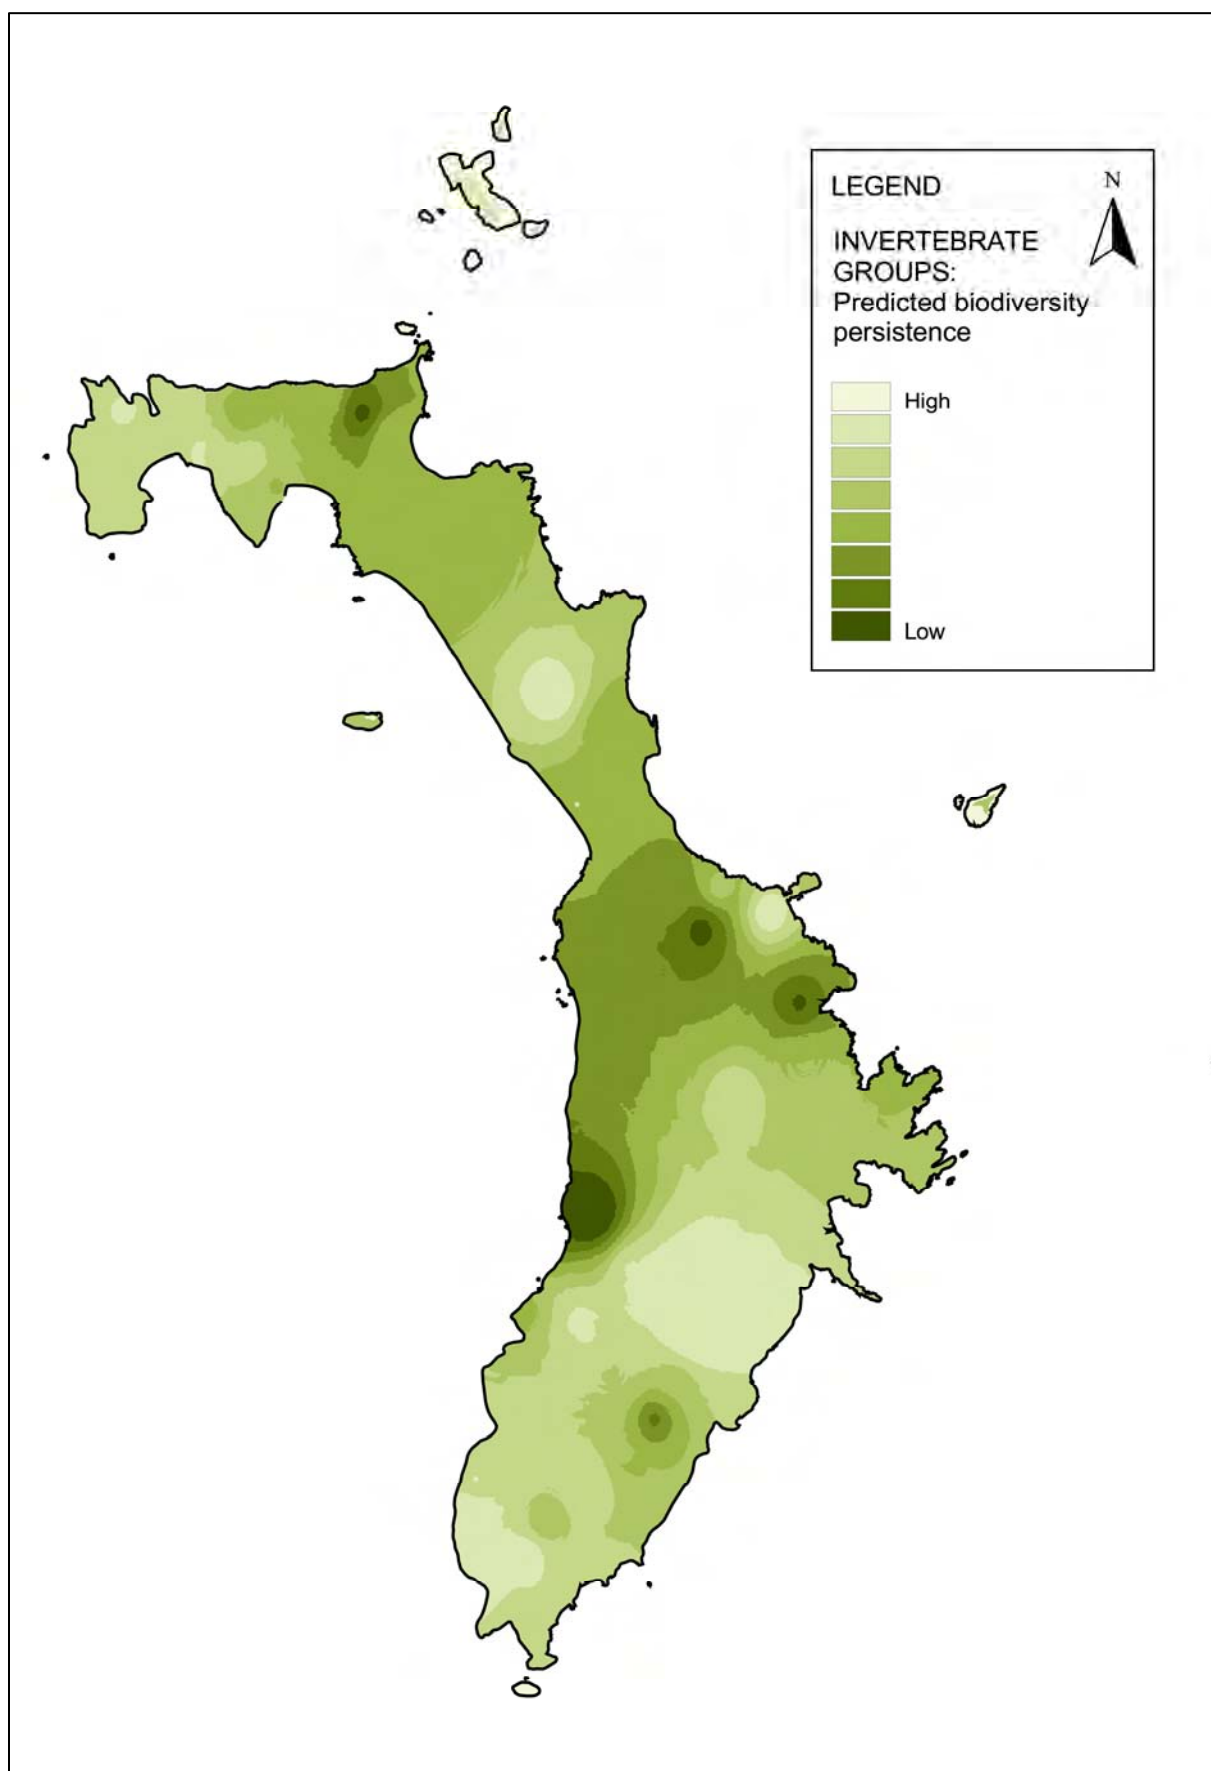 LEGEND
N
INVERTEBRATE
GROUPS:
Predicted biodiversity
persistence
High
Low